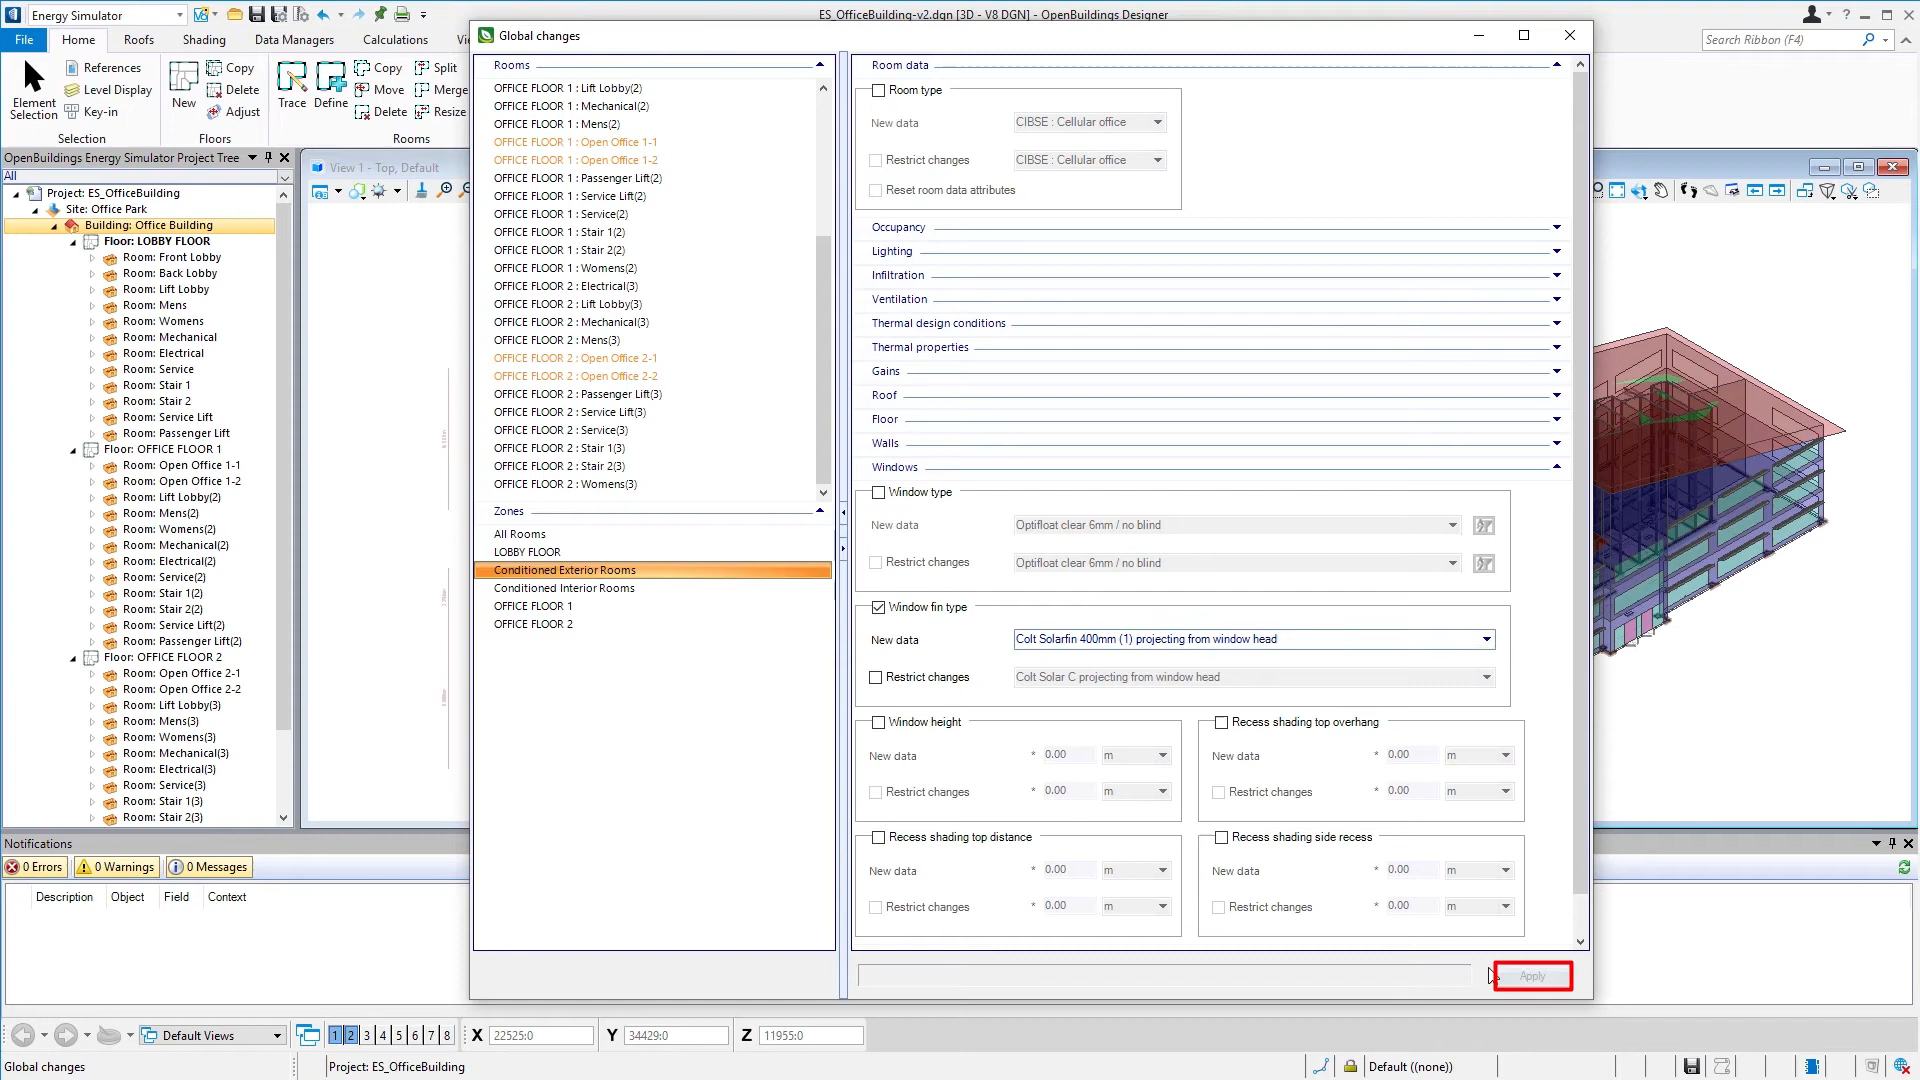 Energy Simulator
ES_OfficeBuilding-v2.dgn [3D - V8 DGN] - OpenBuildings Designer
File
Home
Roofs
Shading
Data Managers
Calculations
Search Ribbon (F4)
Element Selection
References
Level Display
Key-in
Selection
New
Copy
Delete
Adjust
Floors
Trace
Define
Copy
Move
Delete
Split
Merge
Resize
Rooms
OpenBuildings Energy Simulator Project Tree
All
Project: ES_OfficeBuilding
Site: Office Park
Building: Office Building
Floor: LOBBY FLOOR
Room: Front Lobby
Room: Back Lobby
Room: Lift Lobby
Room: Mens
Room: Womens
Room: Mechanical
Room: Electrical
Room: Service
Room: Stair 1
Room: Stair 2
Room: Service Lift
Room: Passenger Lift
Floor: OFFICE FLOOR 1
Room: Open Office 1-1
Room: Open Office 1-2
Room: Lift Lobby(2)
Room: Mens(2)
Room: Womens(2)
Room: Mechanical(2)
Room: Electrical(2)
Room: Service(2)
Room: Stair 1(2)
Room: Stair 2(2)
Room: Service Lift(2)
Room: Passenger Lift(2)
Floor: OFFICE FLOOR 2
Room: Open Office 2-1
Room: Open Office 2-2
Room: Lift Lobby(3)
Room: Mens(3)
Room: Womens(3)
Room: Mechanical(3)
Room: Electrical(3)
Room: Service(3)
Room: Stair 1(3)
Room: Stair 2(3)
View 1 - Top, Default
Global changes
Rooms
OFFICE FLOOR 1 : Lift Lobby(2)
OFFICE FLOOR 1 : Mechanical(2)
OFFICE FLOOR 1 : Mens(2)
OFFICE FLOOR 1 : Open Office 1-1
OFFICE FLOOR 1 : Open Office 1-2
OFFICE FLOOR 1 : Passenger Lift(2)
OFFICE FLOOR 1 : Service Lift(2)
OFFICE FLOOR 1 : Service(2)
OFFICE FLOOR 1 : Stair 1(2)
OFFICE FLOOR 1 : Stair 2(2)
OFFICE FLOOR 1 : Womens(2)
OFFICE FLOOR 2 : Electrical(3)
OFFICE FLOOR 2 : Lift Lobby(3)
OFFICE FLOOR 2 : Mechanical(3)
OFFICE FLOOR 2 : Mens(3)
OFFICE FLOOR 2 : Open Office 2-1
OFFICE FLOOR 2 : Open Office 2-2
OFFICE FLOOR 2 : Passenger Lift(3)
OFFICE FLOOR 2 : Service Lift(3)
OFFICE FLOOR 2 : Service(3)
OFFICE FLOOR 2 : Stair 1(3)
OFFICE FLOOR 2 : Stair 2(3)
OFFICE FLOOR 2 : Womens(3)
Zones
All Rooms
LOBBY FLOOR
Conditioned Exterior Rooms
Conditioned Interior Rooms
OFFICE FLOOR 1
OFFICE FLOOR 2
Room data
Room type
New data CIBSE : Cellular office
Restrict changes CIBSE : Cellular office
Reset room data attributes
Occupancy
Lighting
Infiltration
Ventilation
Thermal design conditions
Thermal properties
Gains
Roof
Floor
Walls
Windows
Window type
New data Optifloat clear 6mm / no blind
Restrict changes Optifloat clear 6mm / no blind
Window fin type
New data Colt Solarfin 400mm (1) projecting from window head
Restrict changes Colt Solar C projecting from window head
Window height
New data * 0.00 m
Restrict changes * 0.00 m
Recess shading top overhang
New data * 0.00 m
Restrict changes * 0.00 m
Recess shading top distance
New data * 0.00 m
Restrict changes * 0.00 m
Recess shading side recess
New data * 0.00 m
Restrict changes * 0.00 m
Apply
Notifications
0 Errors
0 Warnings
0 Messages
Description Object Field Context
Default Views
1 2 3 4 5 6 7 8
X 22525:0
Y 34429:0
Z 11955:0
Global changes
Project: ES_OfficeBuilding
Default ((none))